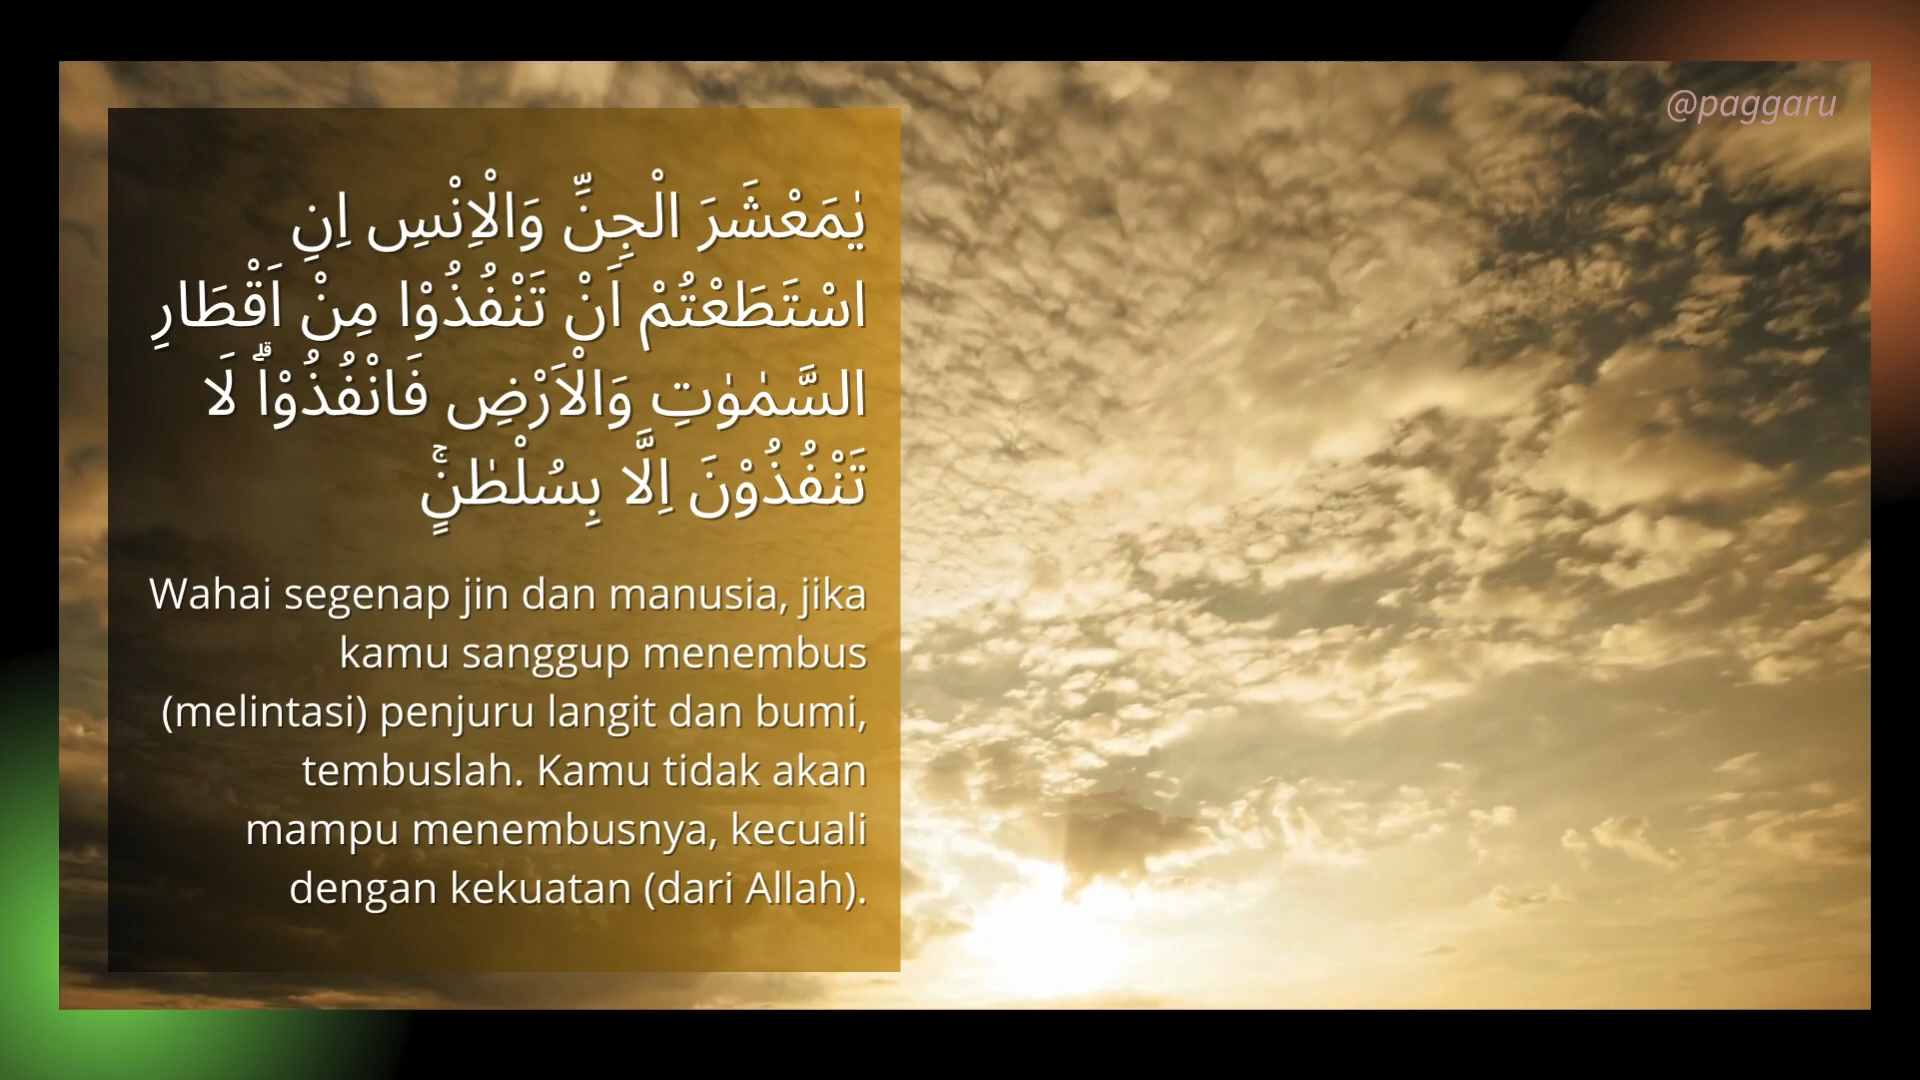 @paggaru
يٰمَعْشَرَ الْجِنِّ وَالْاِنْسِ اِنِ
اسْتَطَعْتُمْ اَنْ تَنْفُذُوْا مِنْ اَقْطَارِ
السَّمٰوٰتِ وَالْاَرْضِ فَانْفُذُوْاۗ لَا
تَنْفُذُوْنَ اِلَّا بِسُلْطٰنٍۚ
Wahai segenap jin dan manusia, jika
kamu sanggup menembus
(melintasi) penjuru langit dan bumi,
tembuslah. Kamu tidak akan
mampu menembusnya, kecuali
dengan kekuatan (dari Allah).